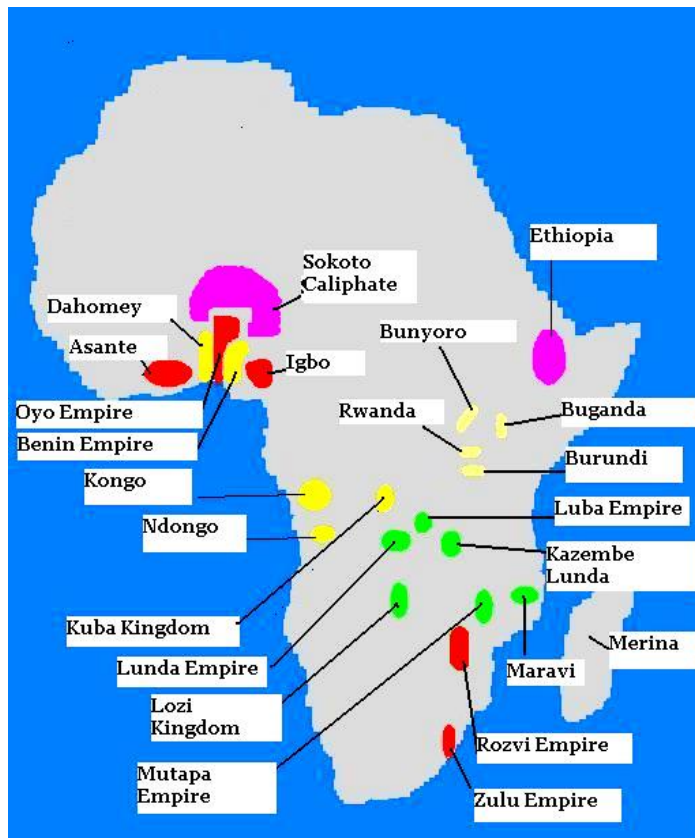 Ethiopia
Sokoto
Caliphate
Dahomey
Bunyoro
Asante
Igbo
Rwanda
Buganda
Oyo Empire
Benin Empire
Burundi
Kongo
Luba Empire
Ndongo
Kazembe
Lunda
Kuba Kingdom
Merina
Lunda Empire
Maravi
Lozi
Kingdom
Rozvi Empire
Mutapa
Empire
Zulu Empire